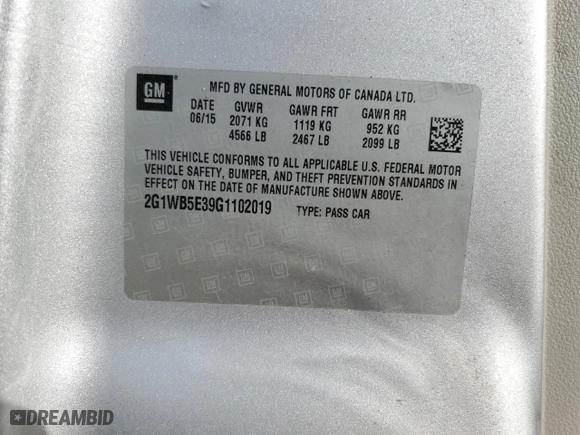 GM
MFD BY GENERAL MOTORS OF CANADA LTD.
DATE GVWR GAWR FRT GAWR RR
06/15 2071 KG 1119 KG 952 KG
4566 LB 2467 LB 2099 LB
THIS VEHICLE CONFORMS TO ALL APPLICABLE U.S. FEDERAL MOTOR
VEHICLE SAFETY, BUMPER, AND THEFT PREVENTION STANDARDS IN
EFFECT ON THE DATE OF MANUFACTURE SHOWN ABOVE.
2G1WB5E39G1102019 TYPE: PASS CAR
DREAMBID